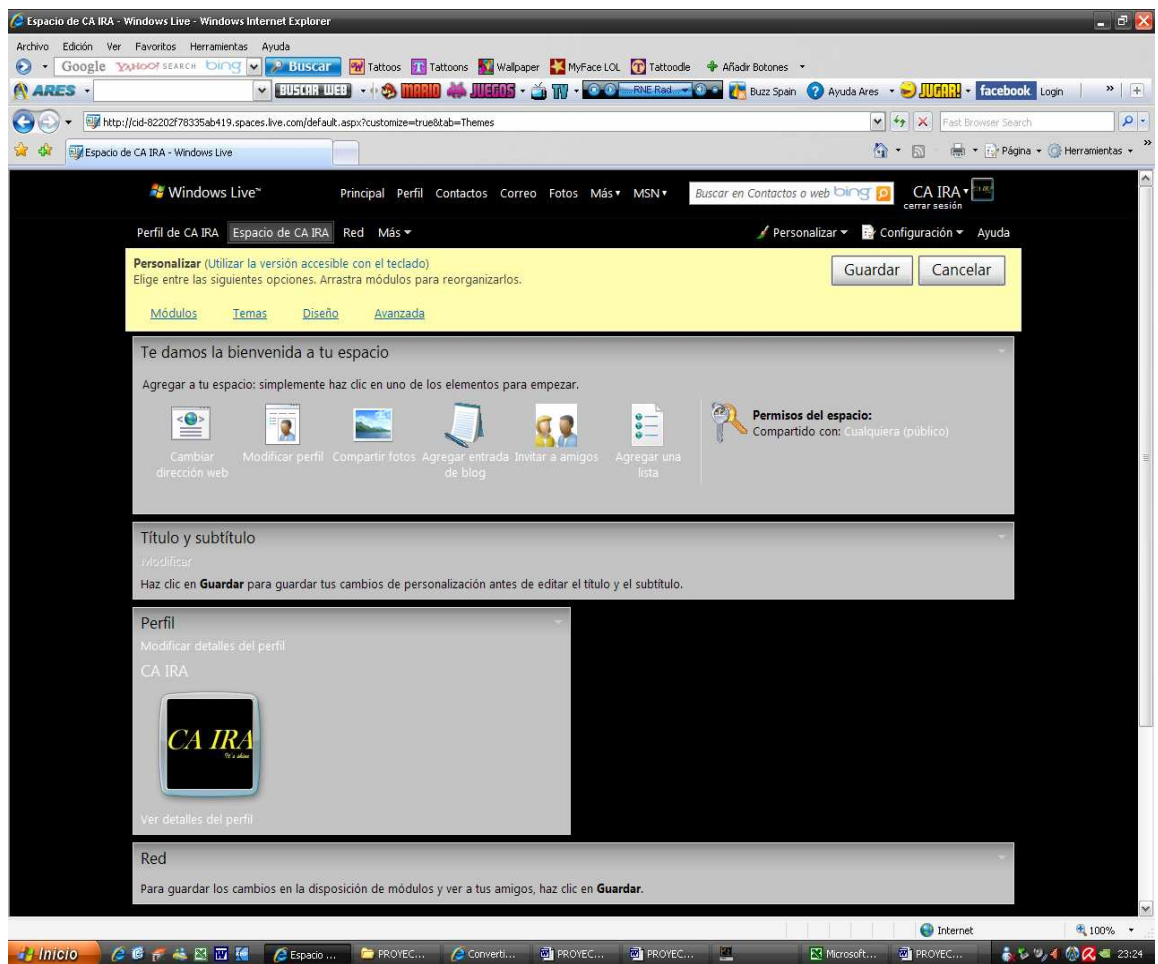 Espacio de CA IRA - Windows Live - Windows Internet Explorer
Archivo Edición Ver Favoritos Herramientas Ayuda
Google YAHOO! SEARCH bing Buscar Tattoos Tattoons Wallpaper MyFace LOL Tattoodle Añadir Botones
ARES BUSCAR WEB MARIO JUEGOS TV RNE Rad Buzz Spain Ayuda Ares JUGAR! facebook Login
http://cid-82202f78335ab419.spaces.live.com/default.aspx?customize=true&tab=Themes Fast Browser Search
Espacio de CA IRA - Windows Live Página Herramientas
Windows Live™ Principal Perfil Contactos Correo Fotos Más MSN Buscar en Contactos o web bing CA IRA
cerrar sesión
Perfil de CA IRA Espacio de CA IRA Red Más Personalizar Configuración Ayuda
Personalizar (Utilizar la versión accesible con el teclado)
Elige entre las siguientes opciones. Arrastra módulos para reorganizarlos.
Guardar Cancelar
Módulos Temas Diseño Avanzada
Te damos la bienvenida a tu espacio
Agregar a tu espacio: simplemente haz clic en uno de los elementos para empezar.
Permisos del espacio:
Compartido con: Cualquiera (público)
Cambiar dirección web
Modificar perfil
Compartir fotos
Agregar entrada de blog
Invitar a amigos
Agregar una lista
Título y subtítulo
Modificar
Haz clic en Guardar para guardar tus cambios de personalización antes de editar el título y el subtítulo.
Perfil
Modificar detalles del perfil
CA IRA
CA IRA
It's show
Ver detalles del perfil
Red
Para guardar los cambios en la disposición de módulos y ver a tus amigos, haz clic en Guardar.
Internet 100%
Inicio Espacio ... PROYEC... Converti... PROYEC... PROYEC... Microsoft... PROYEC... 23:24